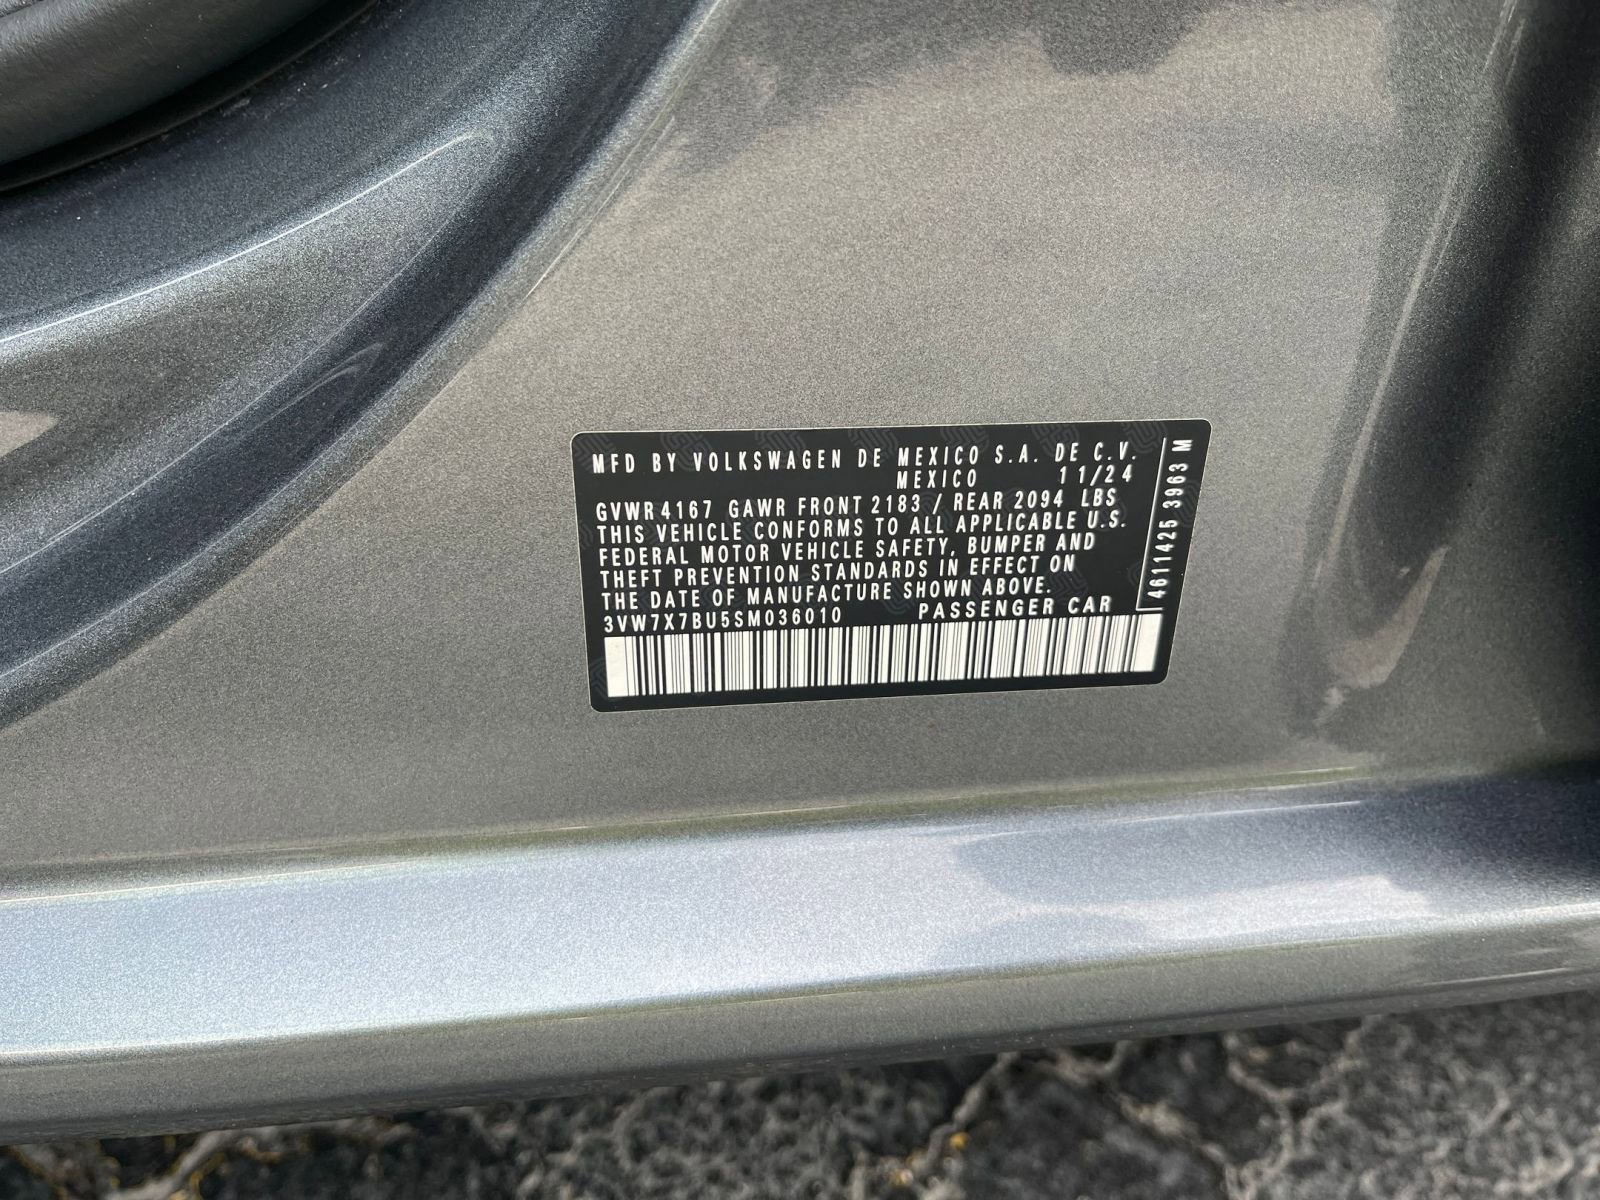 MFD BY VOLKSWAGEN DE MEXICO S.A. DE C.V.
MEXICO 11/24
GVWR 4167 GAWR FRONT 2183 / REAR 2094 LBS
THIS VEHICLE CONFORMS TO ALL APPLICABLE U.S.
FEDERAL MOTOR VEHICLE SAFETY, BUMPER AND
THEFT PREVENTION STANDARDS IN EFFECT ON
THE DATE OF MANUFACTURE SHOWN ABOVE.
3VW7X7BU5SM036010 PASSENGER CAR
4611425 3963 M